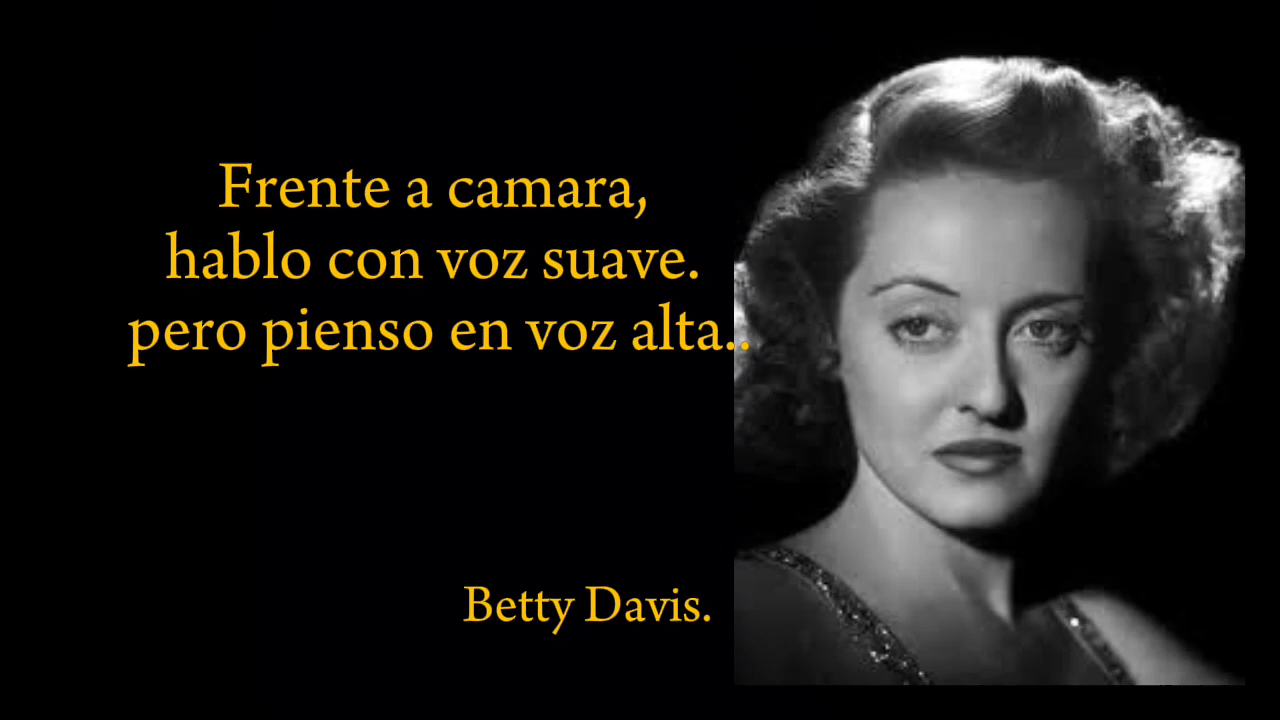 Frente a camara,
hablo con voz suave.
pero pienso en voz alta..
Betty Davis.